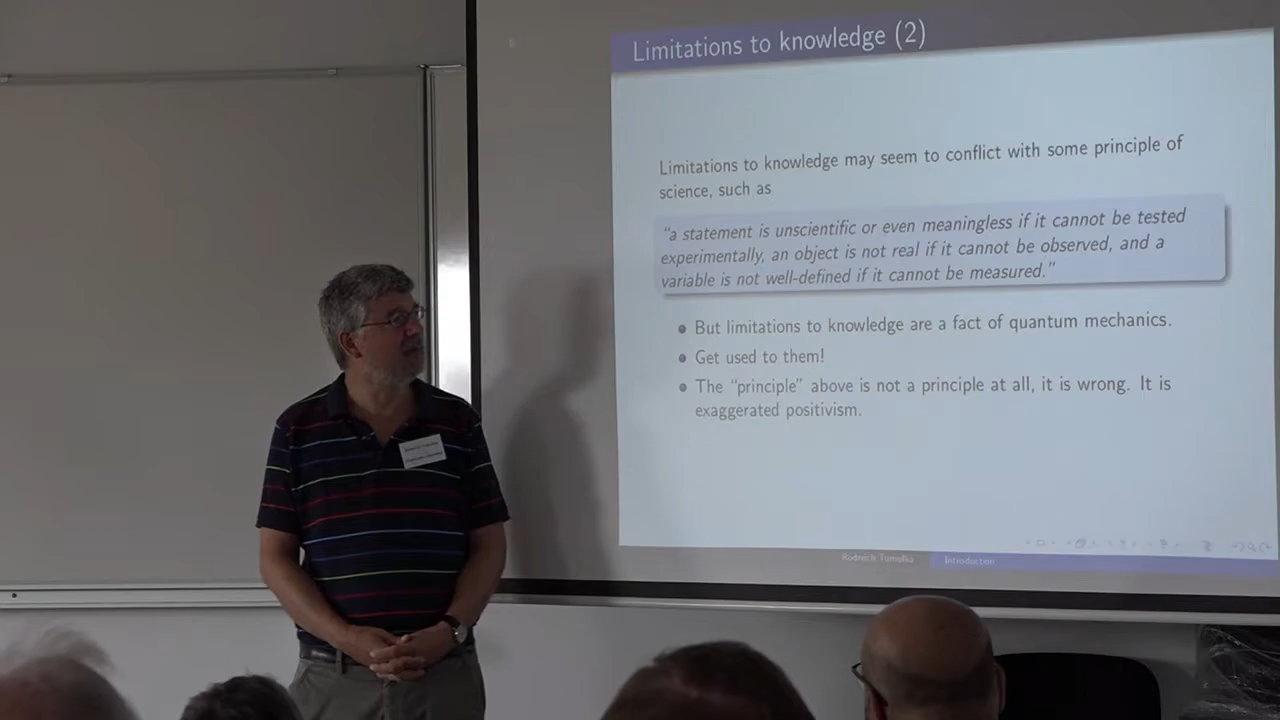 Limitations to knowledge (2)
Limitations to knowledge may seem to conflict with some principle of
science, such as
“a statement is unscientific or even meaningless if it cannot be tested
experimentally, an object is not real if it cannot be observed, and a
variable is not well-defined if it cannot be measured.”
But limitations to knowledge are a fact of quantum mechanics.
Get used to them!
The “principle” above is not a principle at all, it is wrong. It is
exaggerated positivism.
Roderich Tumulka
Introduction